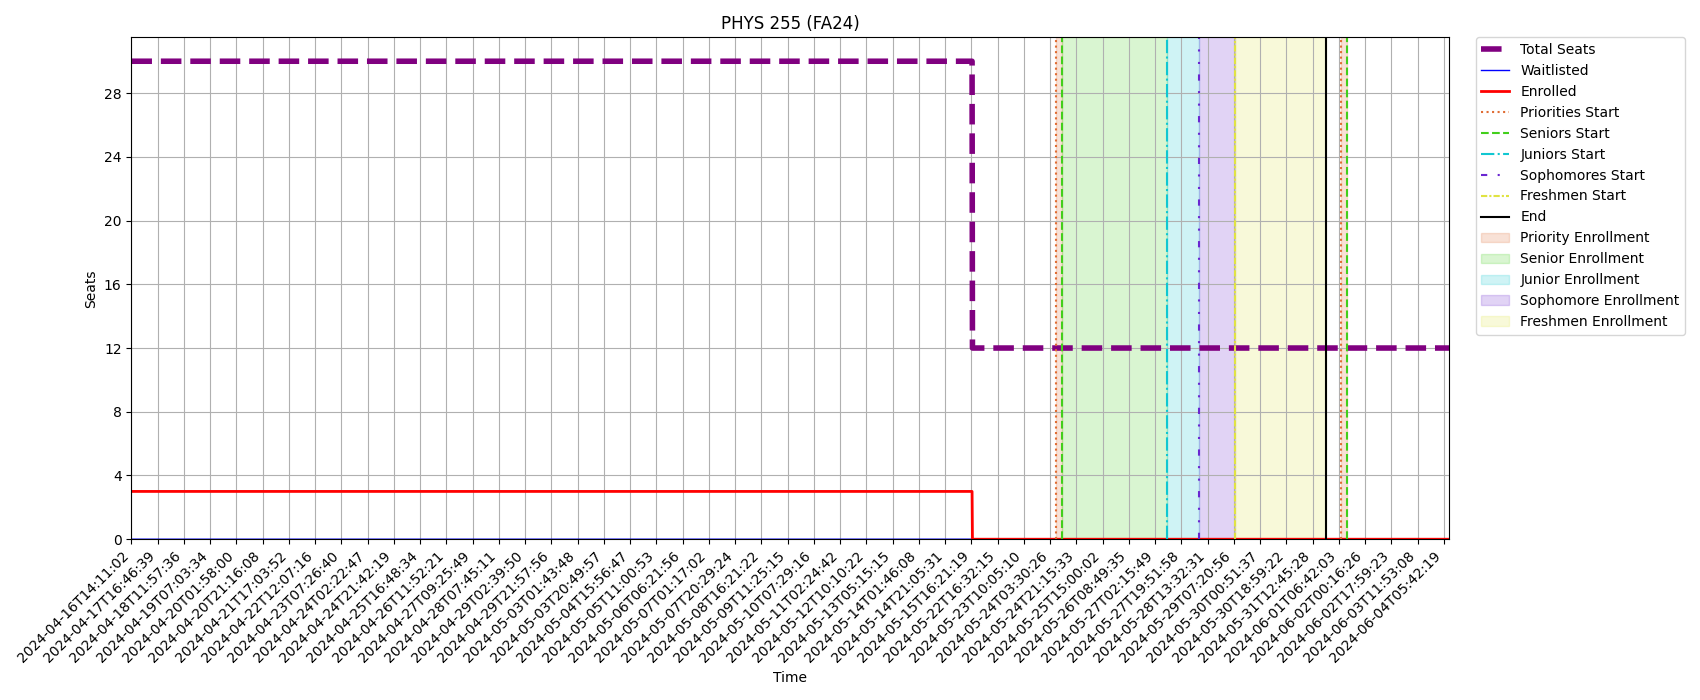 PHYS 255 (FA24)
Seats
28
24
20
16
12
8
4
0
2024-04-16T14:11:02
2024-04-17T16:46:39
2024-04-18T11:57:36
2024-04-19T07:03:34
2024-04-20T01:58:00
2024-04-20T21:16:08
2024-04-21T17:03:52
2024-04-22T12:07:16
2024-04-23T07:26:40
2024-04-24T02:22:47
2024-04-24T21:42:19
2024-04-25T16:48:34
2024-04-26T11:52:21
2024-04-27T09:25:49
2024-04-28T07:45:11
2024-04-29T02:39:50
2024-04-29T21:57:56
2024-05-03T01:43:48
2024-05-03T20:49:57
2024-05-04T15:56:47
2024-05-05T11:00:53
2024-05-06T06:21:56
2024-05-07T01:17:02
2024-05-07T20:29:24
2024-05-08T16:21:22
2024-05-09T11:25:15
2024-05-10T07:29:16
2024-05-11T02:24:42
2024-05-12T10:10:22
2024-05-13T05:15:15
2024-05-14T01:46:08
2024-05-14T21:05:31
2024-05-15T16:21:19
2024-05-22T16:32:15
2024-05-23T10:05:10
2024-05-24T03:30:26
2024-05-24T21:15:33
2024-05-25T15:00:02
2024-05-26T08:49:35
2024-05-27T02:15:49
2024-05-27T19:51:58
2024-05-28T13:32:31
2024-05-29T07:20:56
2024-05-30T00:51:37
2024-05-30T18:59:22
2024-05-31T12:45:28
2024-06-01T06:42:03
2024-06-02T00:16:26
2024-06-02T17:59:23
2024-06-03T11:53:08
2024-06-04T05:42:19
Time
Total Seats
Waitlisted
Enrolled
Priorities Start
Seniors Start
Juniors Start
Sophomores Start
Freshmen Start
End
Priority Enrollment
Senior Enrollment
Junior Enrollment
Sophomore Enrollment
Freshmen Enrollment